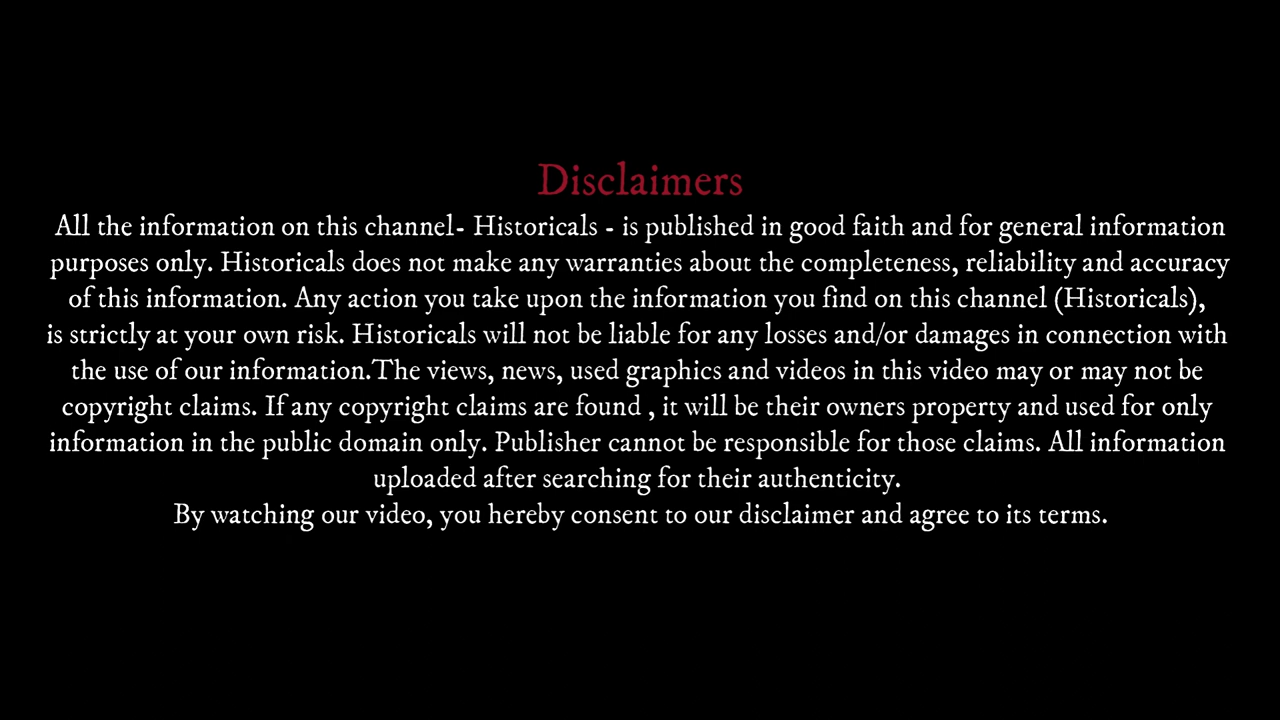 Disclaimers
All the information on this channel- Historicals - is published in good faith and for general information
purposes only. Historicals does not make any warranties about the completeness, reliability and accuracy
of this information. Any action you take upon the information you find on this channel (Historicals),
is strictly at your own risk. Historicals will not be liable for any losses and/or damages in connection with
the use of our information.The views, news, used graphics and videos in this video may or may not be
copyright claims. If any copyright claims are found , it will be their owners property and used for only
information in the public domain only. Publisher cannot be responsible for those claims. All information
uploaded after searching for their authenticity.
By watching our video, you hereby consent to our disclaimer and agree to its terms.